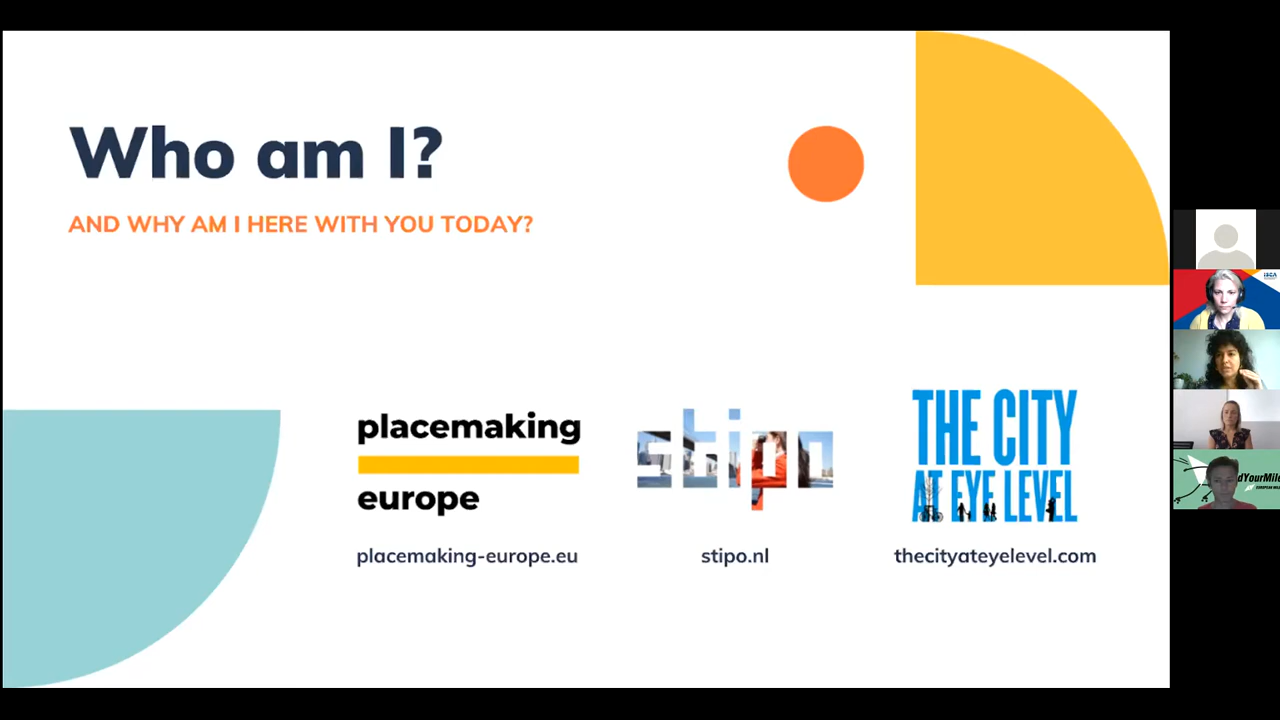 Who am I?
AND WHY AM I HERE WITH YOU TODAY?
placemaking
europe
placemaking-europe.eu
stipo
stipo.nl
THE CITY
AT EYE LEVEL
thecityateyelevel.com